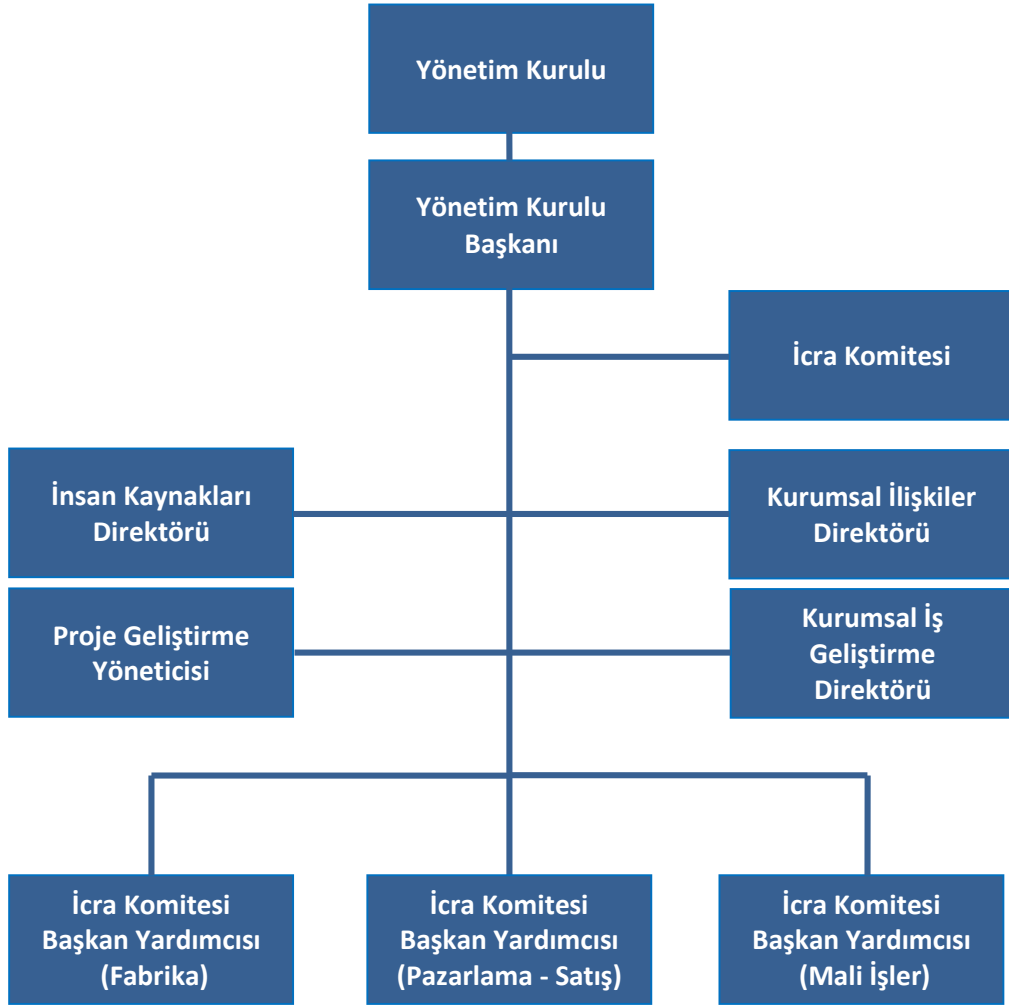 Yönetim Kurulu
Yönetim Kurulu
Başkanı
İcra Komitesi
İnsan Kaynakları
Direktörü
Kurumsal İlişkiler
Direktörü
Proje Geliştirme
Yöneticisi
Kurumsal İş
Geliştirme
Direktörü
İcra Komitesi
Başkan Yardımcısı
(Fabrika)
İcra Komitesi
Başkan Yardımcısı
(Pazarlama - Satış)
İcra Komitesi
Başkan Yardımcısı
(Mali İşler)